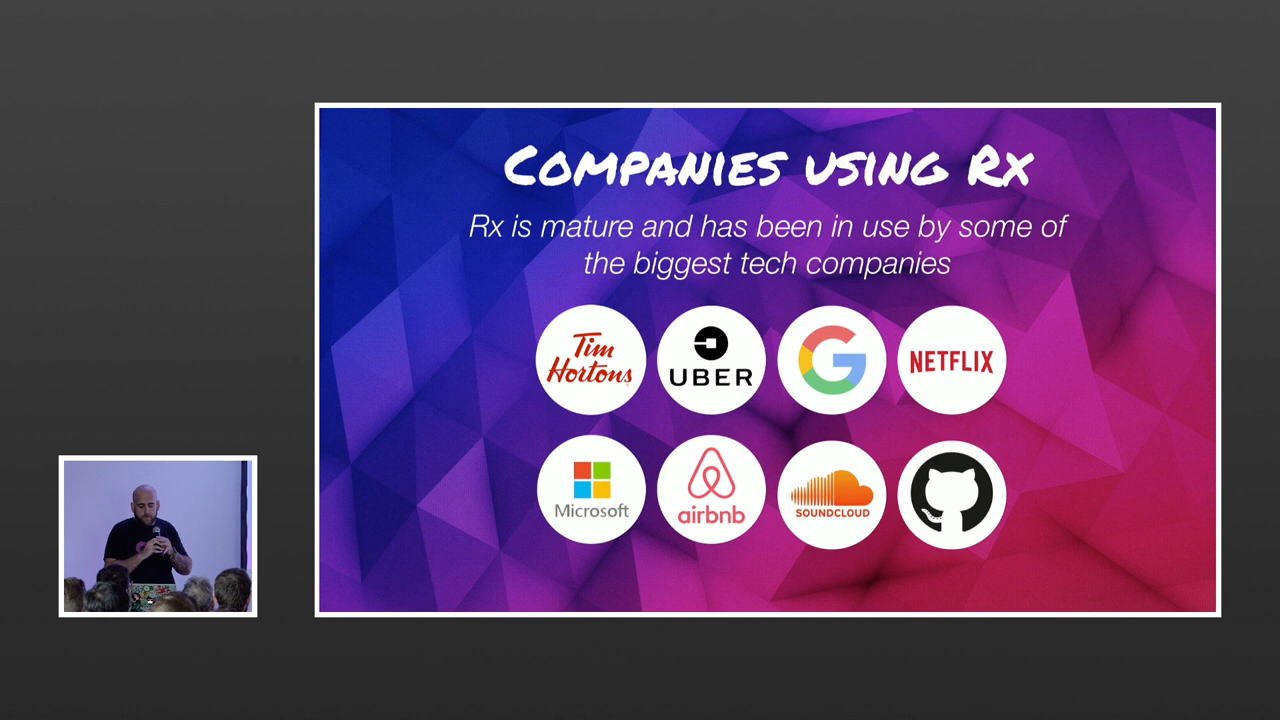 Companies using Rx
Rx is mature and has been in use by some of
the biggest tech companies
Tim
Hortons
UBER
NETFLIX
Microsoft
airbnb
SOUNDCLOUD